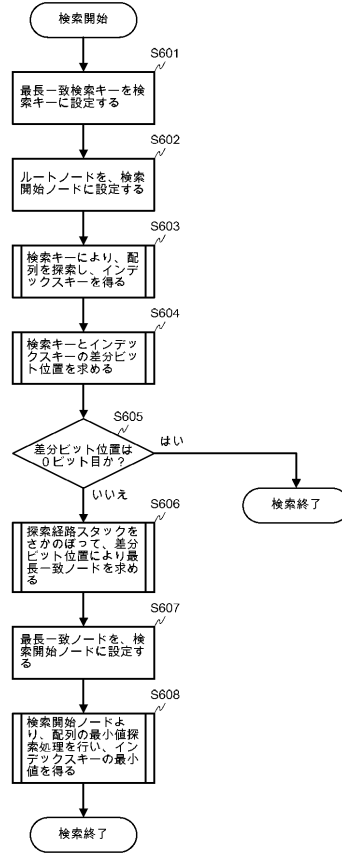 検索開始
S601
最長一致検索キーを検
索キーに設定する
S602
ルートノードを、検索
開始ノードに設定する
S603
検索キーにより、配
列を探索し、インデ
ックスキーを得る
S604
検索キーとインデッ
クスキーの差分ビッ
ト位置を求める
S605
差分ビット位置は
0ビット目か?
はい
検索終了
いいえ
S606
探索経路スタックを
さかのぼって、差分
ビット位置により最
長一致ノードを求め
る
S607
最長一致ノードを、検
索開始ノードに設定す
る
S608
検索開始ノードよ
り、配列の最小値探
索処理を行い、イン
デックスキーの最小
値を得る
検索終了